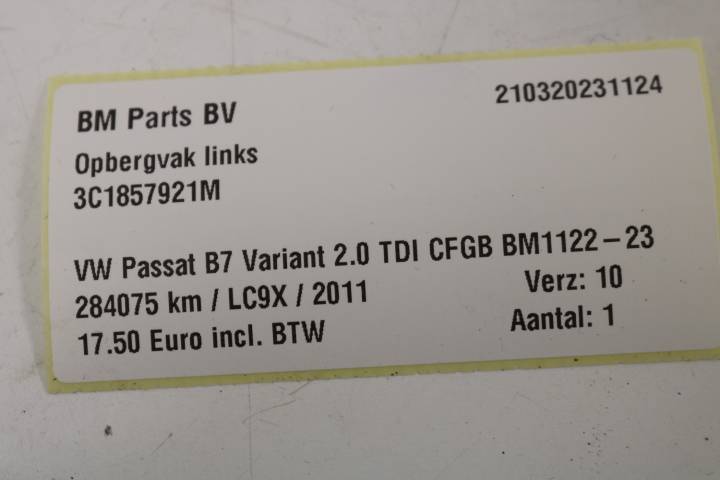 BM Parts BV 210320231124
Opbergvak links
3C1857921M
VW Passat B7 Variant 2.0 TDI CFGB BM1122-23
284075 km / LC9X / 2011 Verz: 10
17.50 Euro incl. BTW Aantal: 1